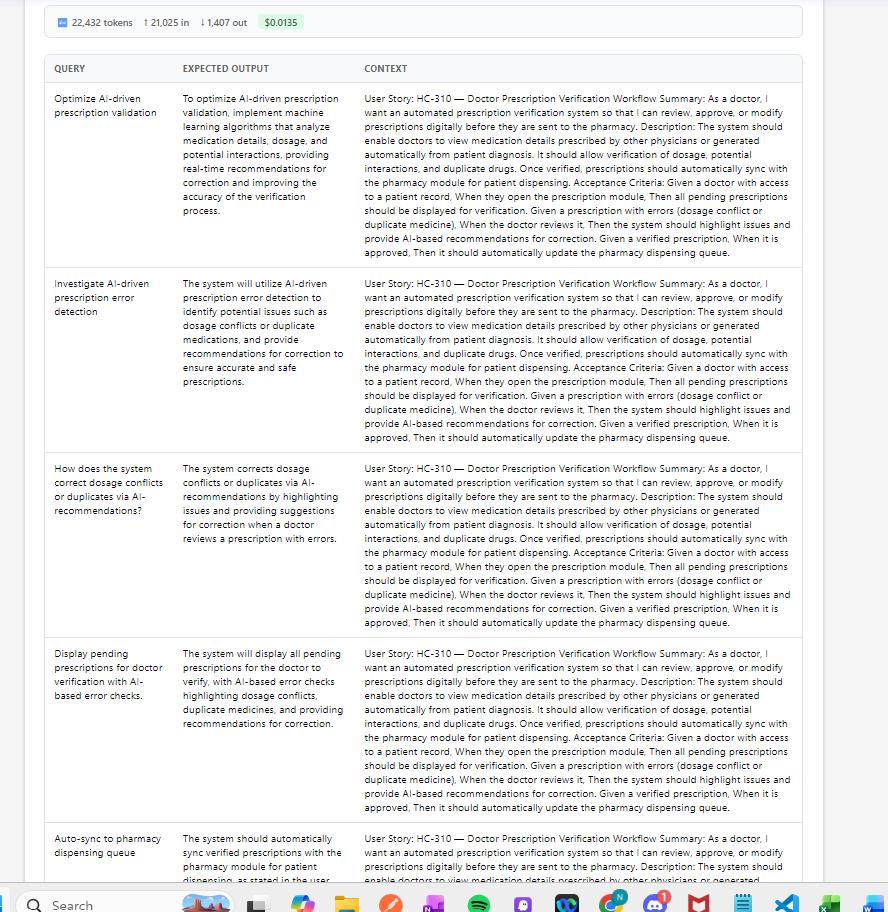 22,432 tokens ↑ 21,025 in ↓ 1,407 out $0.0135
QUERY EXPECTED OUTPUT CONTEXT
Optimize AI-driven
prescription validation
To optimize AI-driven prescription
validation, implement machine
learning algorithms that analyze
medication details, dosage, and
potential interactions, providing
real-time recommendations for
correction and improving the
accuracy of the verification
process.
User Story: HC-310 — Doctor Prescription Verification Workflow Summary: As a doctor, I
want an automated prescription verification system so that I can review, approve, or modify
prescriptions digitally before they are sent to the pharmacy. Description: The system should
enable doctors to view medication details prescribed by other physicians or generated
automatically from patient diagnosis. It should allow verification of dosage, potential
interactions, and duplicate drugs. Once verified, prescriptions should automatically sync with
the pharmacy module for patient dispensing. Acceptance Criteria: Given a doctor with access
to a patient record, When they open the prescription module, Then all pending prescriptions
should be displayed for verification. Given a prescription with errors (dosage conflict or
duplicate medicine), When the doctor reviews it, Then the system should highlight issues and
provide AI-based recommendations for correction. Given a verified prescription, When it is
approved, Then it should automatically update the pharmacy dispensing queue.
Investigate AI-driven
prescription error
detection
The system will utilize AI-driven
prescription error detection to
identify potential issues such as
dosage conflicts or duplicate
medications, and provide
recommendations for correction to
ensure accurate and safe
prescriptions.
User Story: HC-310 — Doctor Prescription Verification Workflow Summary: As a doctor, I
want an automated prescription verification system so that I can review, approve, or modify
prescriptions digitally before they are sent to the pharmacy. Description: The system should
enable doctors to view medication details prescribed by other physicians or generated
automatically from patient diagnosis. It should allow verification of dosage, potential
interactions, and duplicate drugs. Once verified, prescriptions should automatically sync with
the pharmacy module for patient dispensing. Acceptance Criteria: Given a doctor with access
to a patient record, When they open the prescription module, Then all pending prescriptions
should be displayed for verification. Given a prescription with errors (dosage conflict or
duplicate medicine), When the doctor reviews it, Then the system should highlight issues and
provide AI-based recommendations for correction. Given a verified prescription, When it is
approved, Then it should automatically update the pharmacy dispensing queue.
How does the system
correct dosage conflicts
or duplicates via AI-
recommendations?
The system corrects dosage
conflicts or duplicates via AI-
recommendations by highlighting
issues and providing suggestions
for correction when a doctor
reviews a prescription with errors.
User Story: HC-310 — Doctor Prescription Verification Workflow Summary: As a doctor, I
want an automated prescription verification system so that I can review, approve, or modify
prescriptions digitally before they are sent to the pharmacy. Description: The system should
enable doctors to view medication details prescribed by other physicians or generated
automatically from patient diagnosis. It should allow verification of dosage, potential
interactions, and duplicate drugs. Once verified, prescriptions should automatically sync with
the pharmacy module for patient dispensing. Acceptance Criteria: Given a doctor with access
to a patient record, When they open the prescription module, Then all pending prescriptions
should be displayed for verification. Given a prescription with errors (dosage conflict or
duplicate medicine), When the doctor reviews it, Then the system should highlight issues and
provide AI-based recommendations for correction. Given a verified prescription, When it is
approved, Then it should automatically update the pharmacy dispensing queue.
Display pending
prescriptions for doctor
verification with AI-
based error checks.
The system will display all pending
prescriptions for the doctor to
verify, with AI-based error checks
highlighting dosage conflicts,
duplicate medicines, and providing
recommendations for correction.
User Story: HC-310 — Doctor Prescription Verification Workflow Summary: As a doctor, I
want an automated prescription verification system so that I can review, approve, or modify
prescriptions digitally before they are sent to the pharmacy. Description: The system should
enable doctors to view medication details prescribed by other physicians or generated
automatically from patient diagnosis. It should allow verification of dosage, potential
interactions, and duplicate drugs. Once verified, prescriptions should automatically sync with
the pharmacy module for patient dispensing. Acceptance Criteria: Given a doctor with access
to a patient record, When they open the prescription module, Then all pending prescriptions
should be displayed for verification. Given a prescription with errors (dosage conflict or
duplicate medicine), When the doctor reviews it, Then the system should highlight issues and
provide AI-based recommendations for correction. Given a verified prescription, When it is
approved, Then it should automatically update the pharmacy dispensing queue.
Auto-sync to pharmacy
dispensing queue
The system should automatically
sync verified prescriptions with the
pharmacy module for patient
dispensing, as stated in the user
User Story: HC-310 — Doctor Prescription Verification Workflow Summary: As a doctor, I
want an automated prescription verification system so that I can review, approve, or modify
prescriptions digitally before they are sent to the pharmacy. Description: The system should
enable doctors to view medication details prescribed by other physicians or generated
Search
N
1